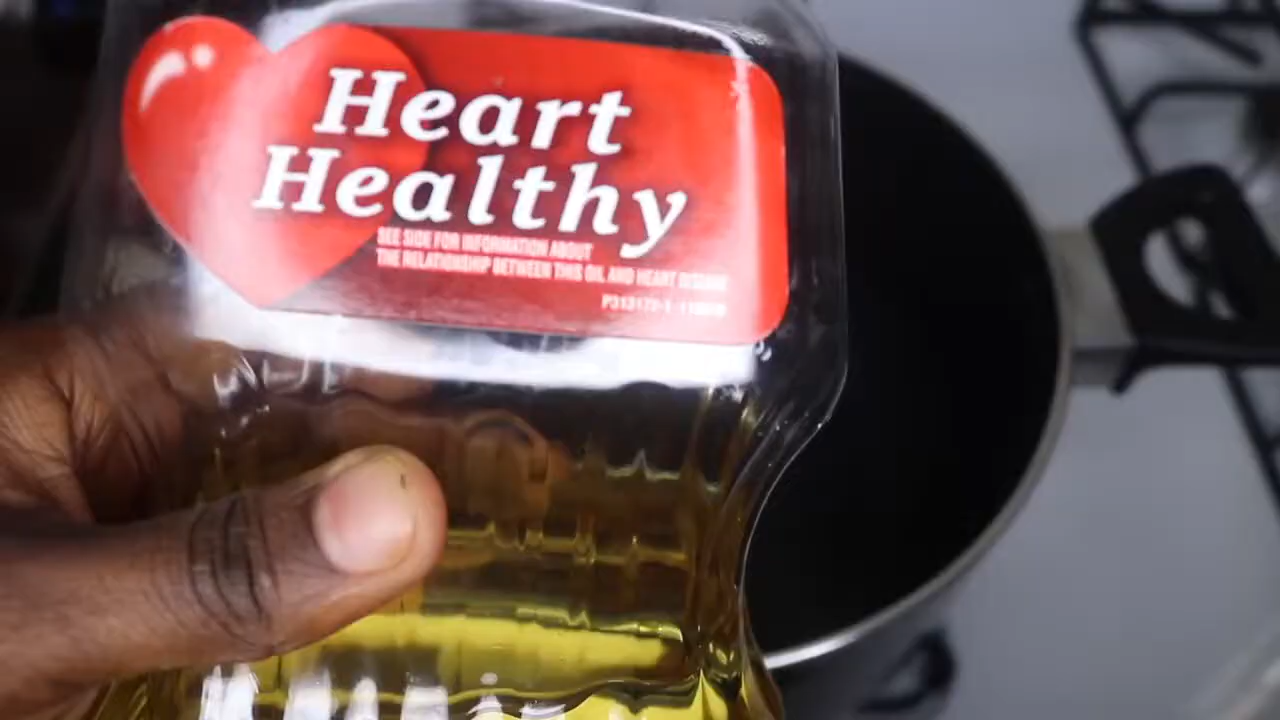 Heart
Healthy
SEE SIDE FOR INFORMATION ABOUT
THE RELATIONSHIP BETWEEN THIS OIL AND HEART DISEASE